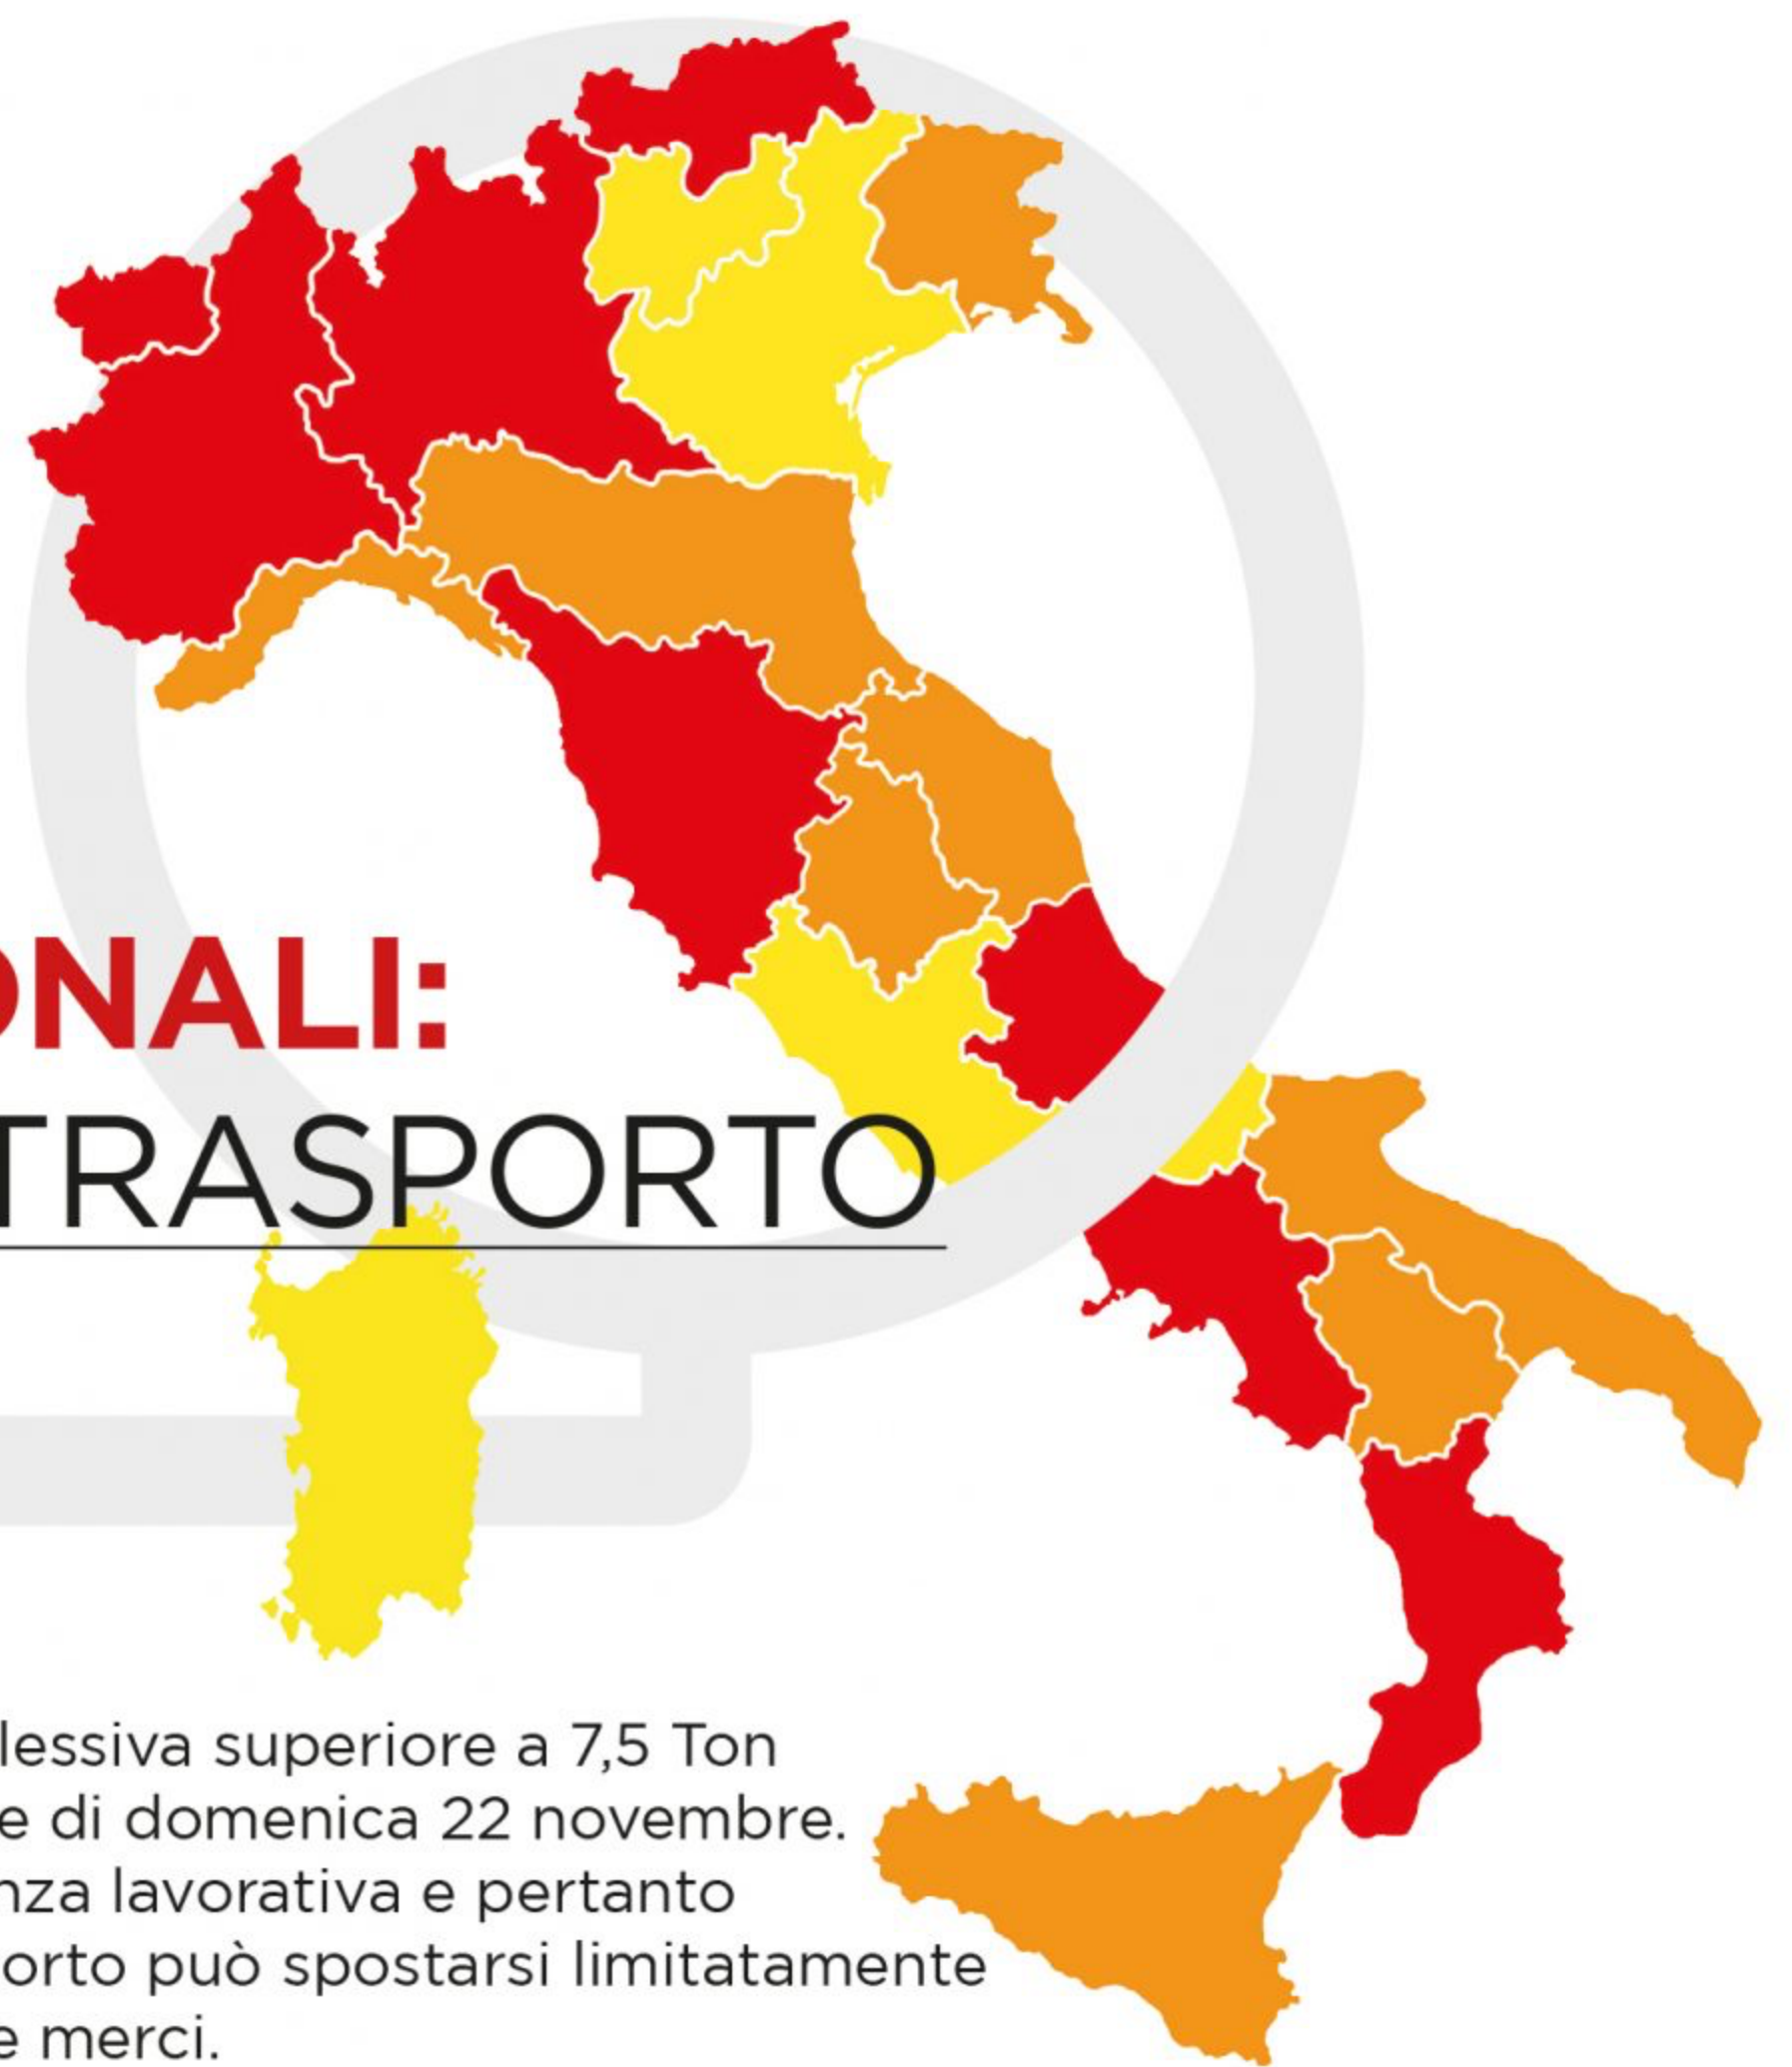 ONALI:
TRASPORTO
lessiva superiore a 7,5 Ton
e di domenica 22 novembre.
nza lavorativa e pertanto
orto può spostarsi limitatamente
e merci.